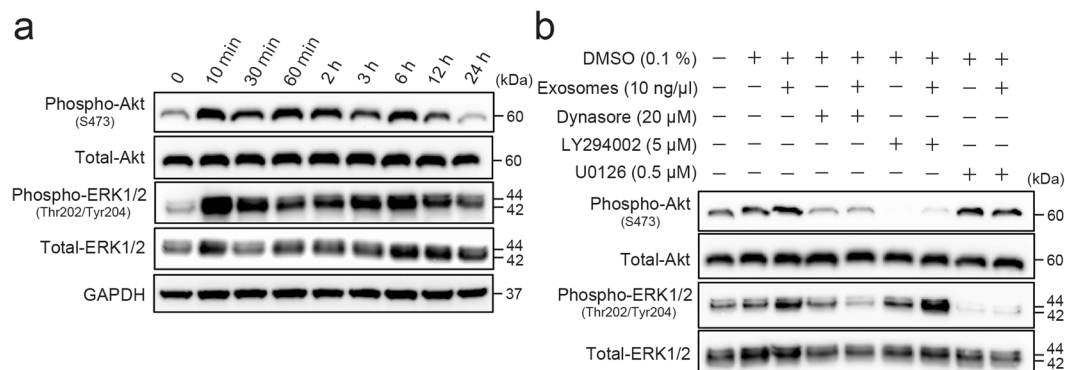 a
0 10 min 30 min 60 min 2 h 3 h 6 h 12 h 24 h (kDa)
Phospho-Akt
(S473)
60
Total-Akt 60
Phospho-ERK1/2
(Thr202/Tyr204)
44
42
Total-ERK1/2
44
42
GAPDH 37
b
DMSO (0.1 %) − + + + + + + + +
Exosomes (10 ng/µl) − − + − + − + − +
Dynasore (20 µM) − − − + + − − − −
LY294002 (5 µM) − − − − − + + − −
U0126 (0.5 µM) − − − − − − − + +
(kDa)
Phospho-Akt
(S473)
60
Total-Akt 60
Phospho-ERK1/2
(Thr202/Tyr204)
44
42
Total-ERK1/2
44
42